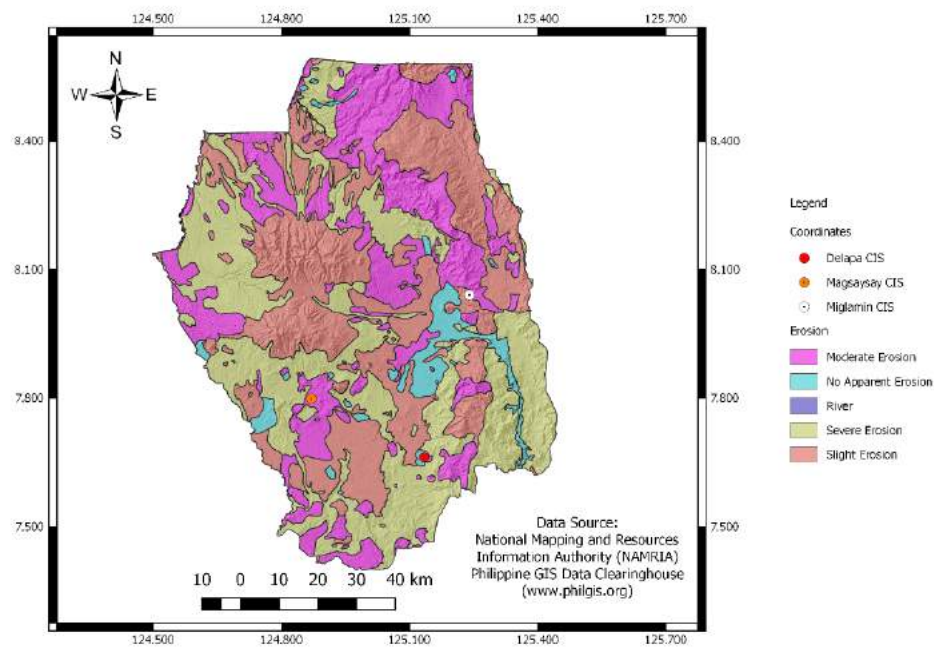 124.500 124.800 125.100 125.400 125.700
N
W E
S
8.400 8.400
8.100 8.100
7.800 7.800
7.500 7.500
Legend
Coordinates
Delapa CIS
Magsaysay CIS
Miglamin CIS
Erosion
Moderate Erosion
No Apparent Erosion
River
Severe Erosion
Slight Erosion
Data Source:
National Mapping and Resources
Information Authority (NAMRIA)
Philippine GIS Data Clearinghouse
(www.philgis.org)
10 0 10 20 30 40 km
124.500 124.800 125.100 125.400 125.700